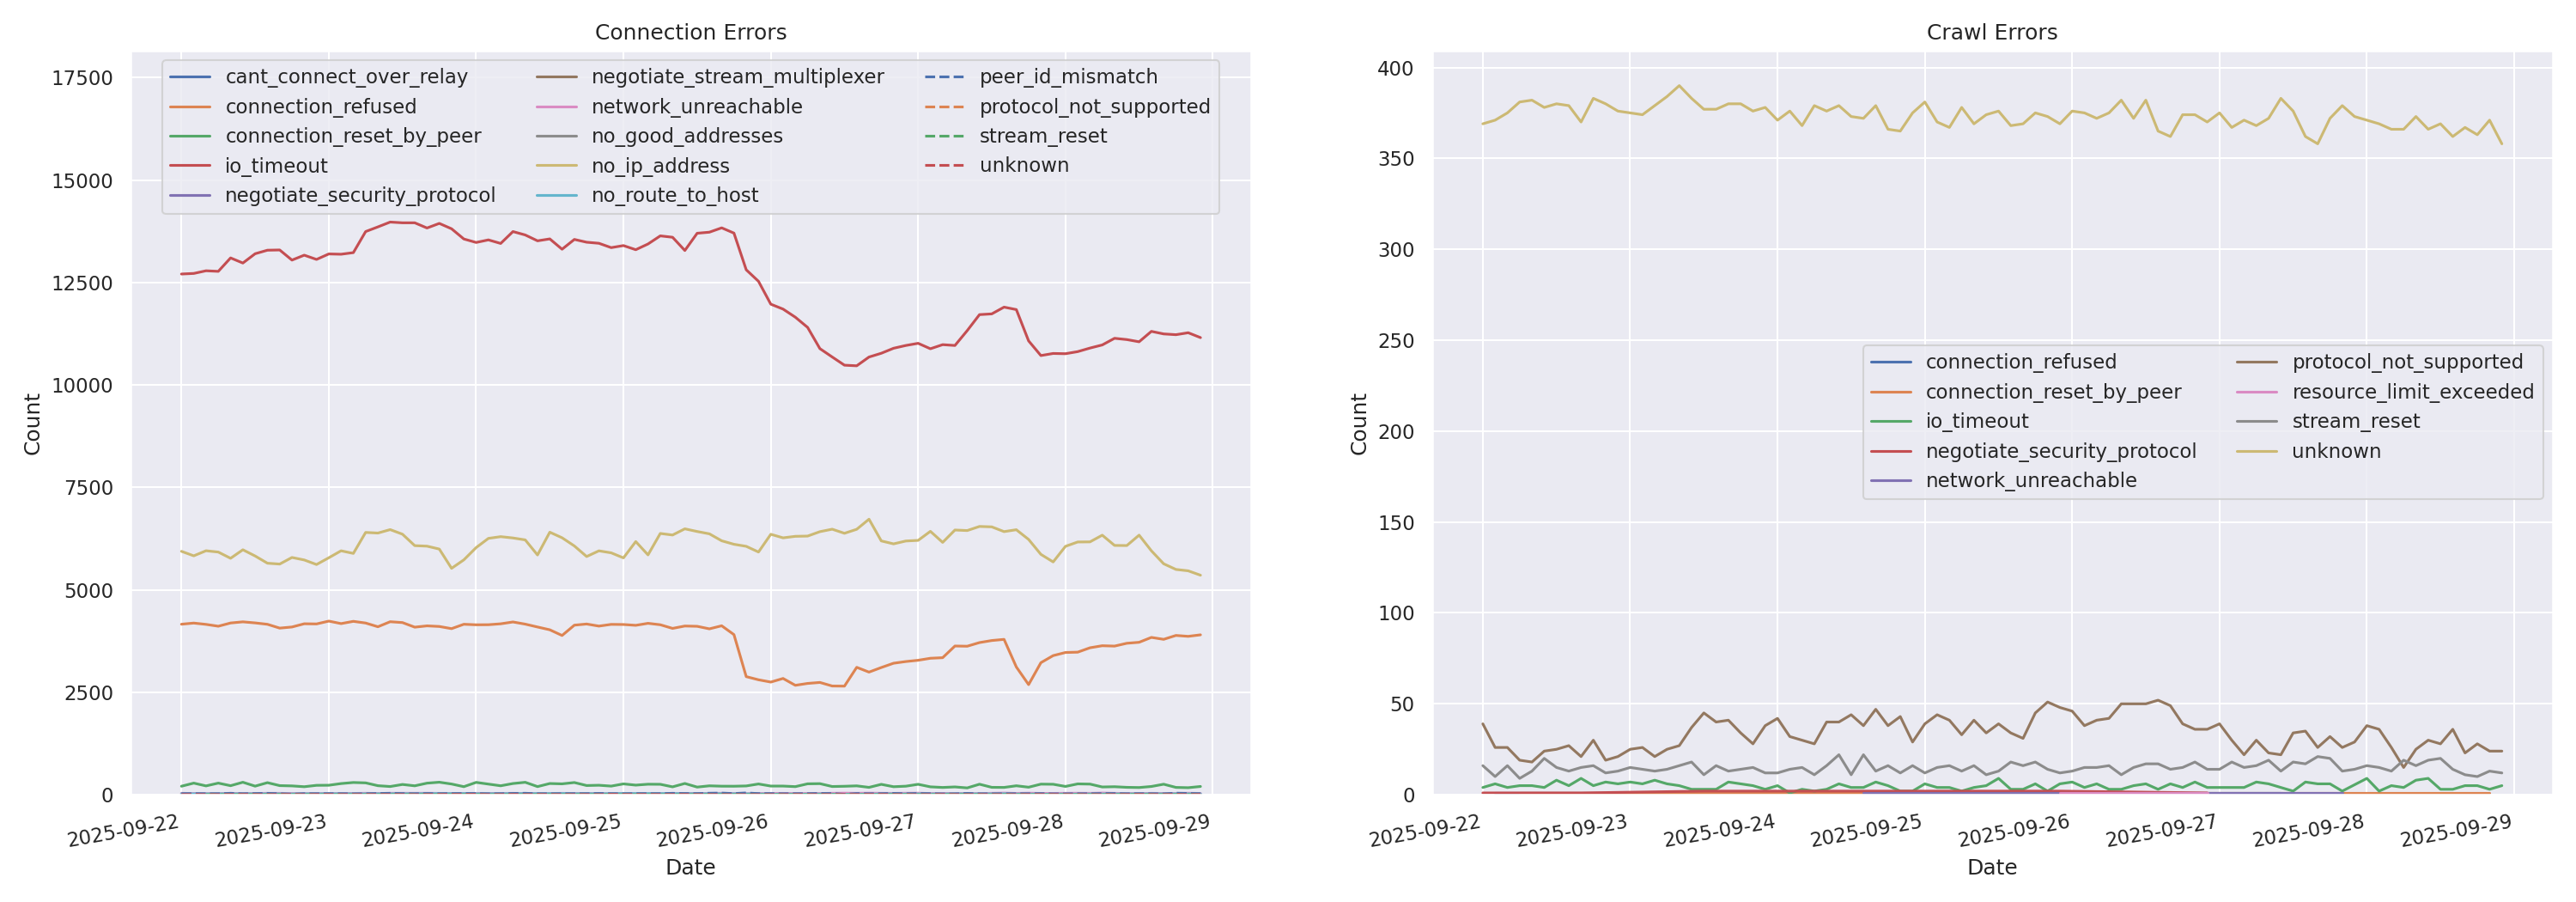 Connection Errors
17500
15000
12500
10000
7500
5000
2500
0
Count
cant_connect_over_relay
connection_refused
connection_reset_by_peer
io_timeout
negotiate_security_protocol
negotiate_stream_multiplexer
network_unreachable
no_good_addresses
no_ip_address
no_route_to_host
peer_id_mismatch
protocol_not_supported
stream_reset
unknown
2025-09-22
2025-09-23
2025-09-24
2025-09-25
2025-09-26
2025-09-27
2025-09-28
2025-09-29
Date
Crawl Errors
400
350
300
250
200
150
100
50
0
Count
connection_refused
connection_reset_by_peer
io_timeout
negotiate_security_protocol
network_unreachable
protocol_not_supported
resource_limit_exceeded
stream_reset
unknown
2025-09-22
2025-09-23
2025-09-24
2025-09-25
2025-09-26
2025-09-27
2025-09-28
2025-09-29
Date